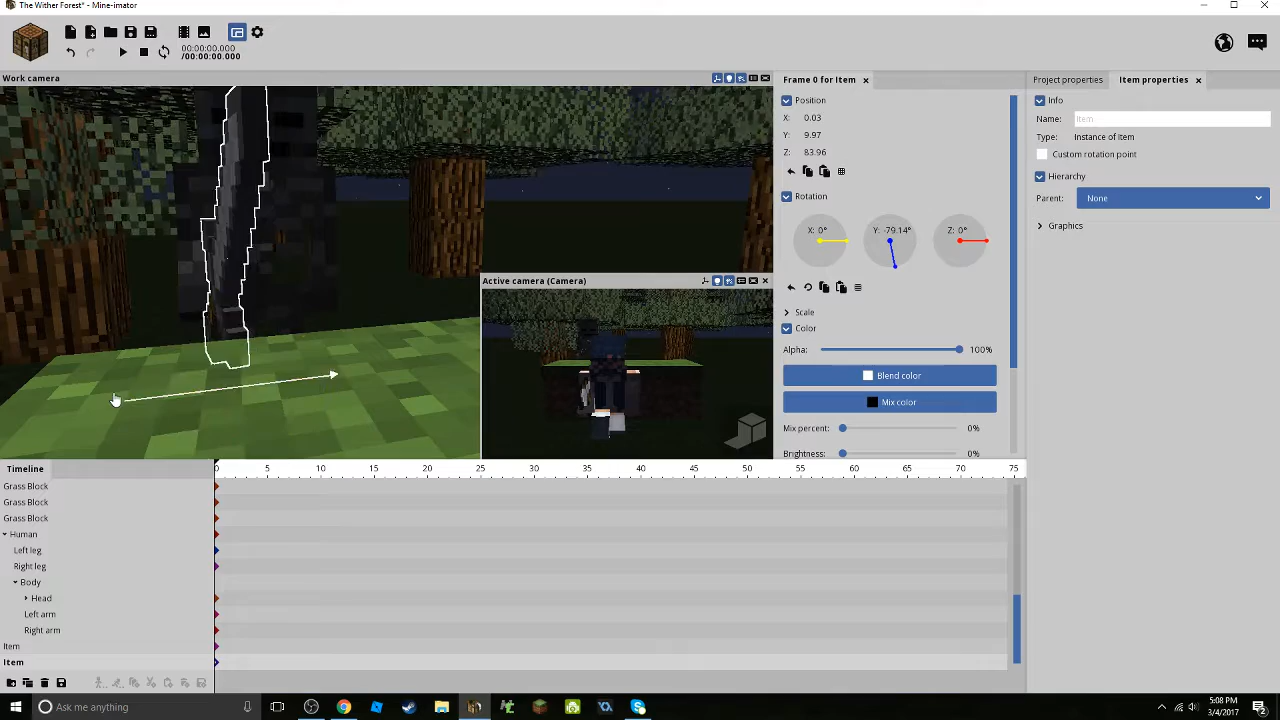 The Wither Forest* - Mine-imator
00:00:00.000
/00:00:00.000
Work camera
Active camera (Camera)
Frame 0 for Item
Position
X: 0.03
Y: 9.97
Z: 83.96
Rotation
X: 0° Y: -79.14° Z: 0°
Scale
Color
Alpha: 100%
Blend color
Mix color
Mix percent: 0%
Brightness: 0%
Project properties Item properties
Info
Name: Item
Type: Instance of Item
Custom rotation point
Hierarchy
Parent: None
Graphics
Timeline
0 5 10 15 20 25 30 35 40 45 50 55 60 65 70 75
Grass Block
Grass Block
Grass Block
Human
Left leg
Right leg
Body
Head
Left arm
Right arm
Item
Item
Ask me anything
5:08 PM
3/4/2017
2